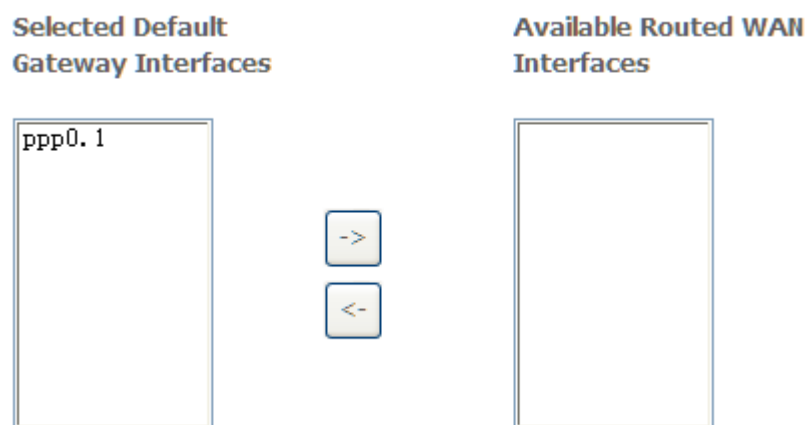 Selected Default
Gateway Interfaces
Available Routed WAN
Interfaces
ppp0.1
->
<-